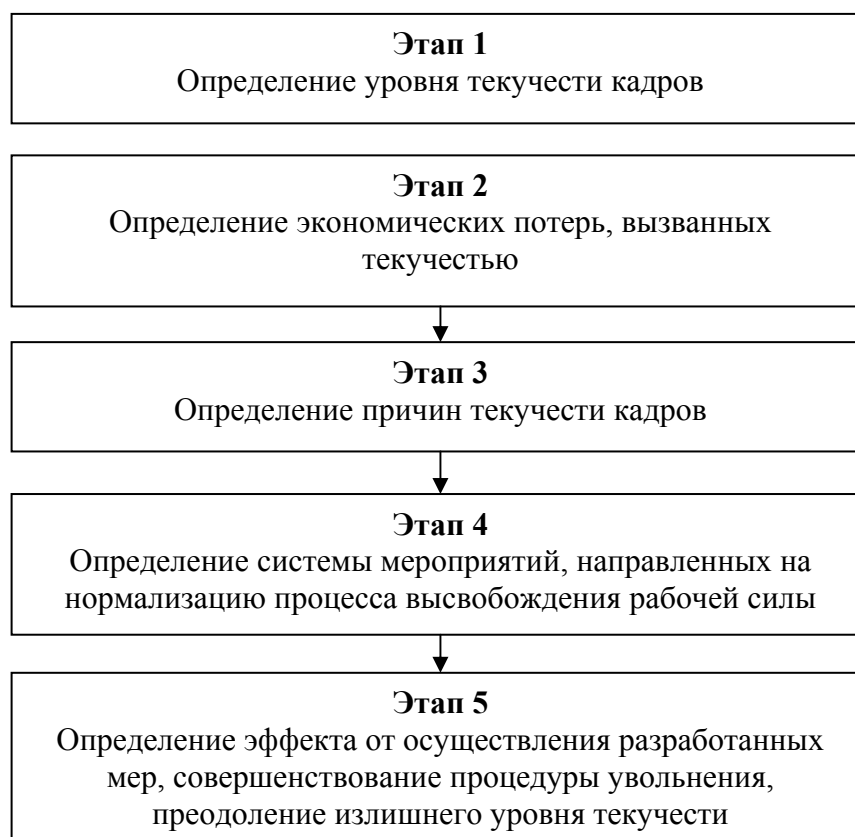 Этап 1
Определение уровня текучести кадров
Этап 2
Определение экономических потерь, вызванных
текучестью
Этап 3
Определение причин текучести кадров
Этап 4
Определение системы мероприятий, направленных на
нормализацию процесса высвобождения рабочей силы
Этап 5
Определение эффекта от осуществления разработанных
мер, совершенствование процедуры увольнения,
преодоление излишнего уровня текучести